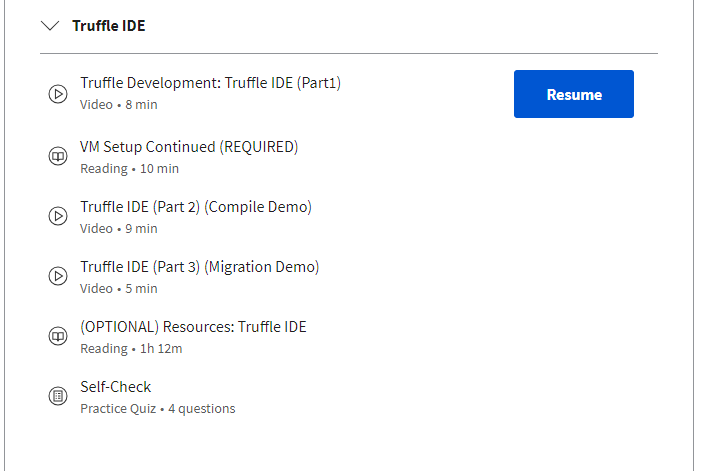 Truffle IDE
Truffle Development: Truffle IDE (Part1)
Video • 8 min
Resume
VM Setup Continued (REQUIRED)
Reading • 10 min
Truffle IDE (Part 2) (Compile Demo)
Video • 9 min
Truffle IDE (Part 3) (Migration Demo)
Video • 5 min
(OPTIONAL) Resources: Truffle IDE
Reading • 1h 12m
Self-Check
Practice Quiz • 4 questions